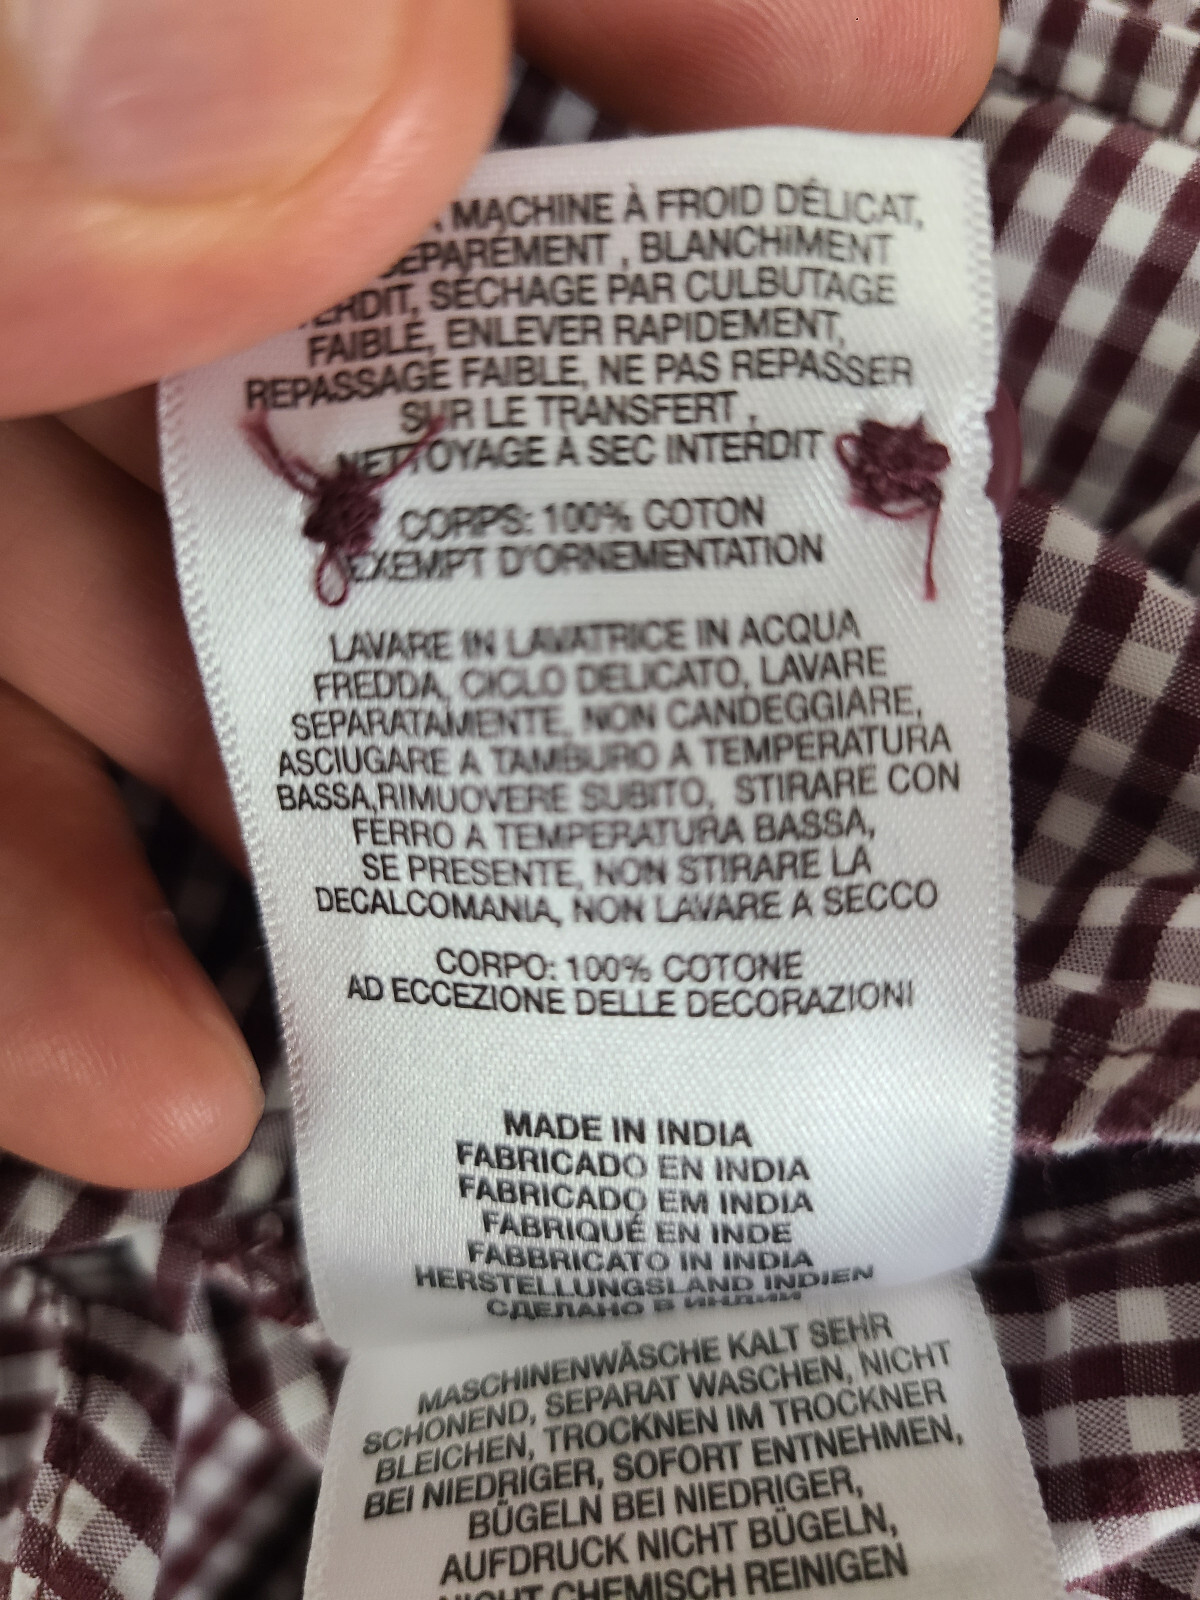 MACHINE À FROID DÉLICAT,
, BLANCHIMENT
SÉCHAGE PAR CULBUTAGE
FAIBLE, ENLEVER RAPIDEMENT,
REPASSAGE FAIBLE, NE PAS REPASSER
SUR LE TRANSFERT ,
NETTOYAGE À SEC INTERDIT
CORPS: 100% COTON
EXEMPT D'ORNEMENTATION
LAVARE IN LAVATRICE IN ACQUA
FREDDA, CICLO DELICATO, LAVARE
SEPARATAMENTE, NON CANDEGGIARE,
ASCIUGARE A TAMBURO A TEMPERATURA
BASSA,RIMUOVERE SUBITO, STIRARE CON
FERRO A TEMPERATURA BASSA,
SE PRESENTE, NON STIRARE LA
DECALCOMANIA, NON LAVARE A SECCO
CORPO: 100% COTONE
AD ECCEZIONE DELLE DECORAZIONI
MADE IN INDIA
FABRICADO EN INDIA
FABRICADO EM INDIA
FABRIQUÉ EN INDE
FABBRICATO IN INDIA
HERSTELLUNGSLAND INDIEN
СДЕЛАНО В ИНДИИ
MASCHINENWÄSCHE KALT SEHR
SCHONEND, SEPARAT WASCHEN, NICHT
BLEICHEN, TROCKNEN IM TROCKNER
BEI NIEDRIGER, SOFORT ENTNEHMEN,
BÜGELN BEI NIEDRIGER,
AUFDRUCK NICHT BÜGELN,
NICHT CHEMISCH REINIGEN